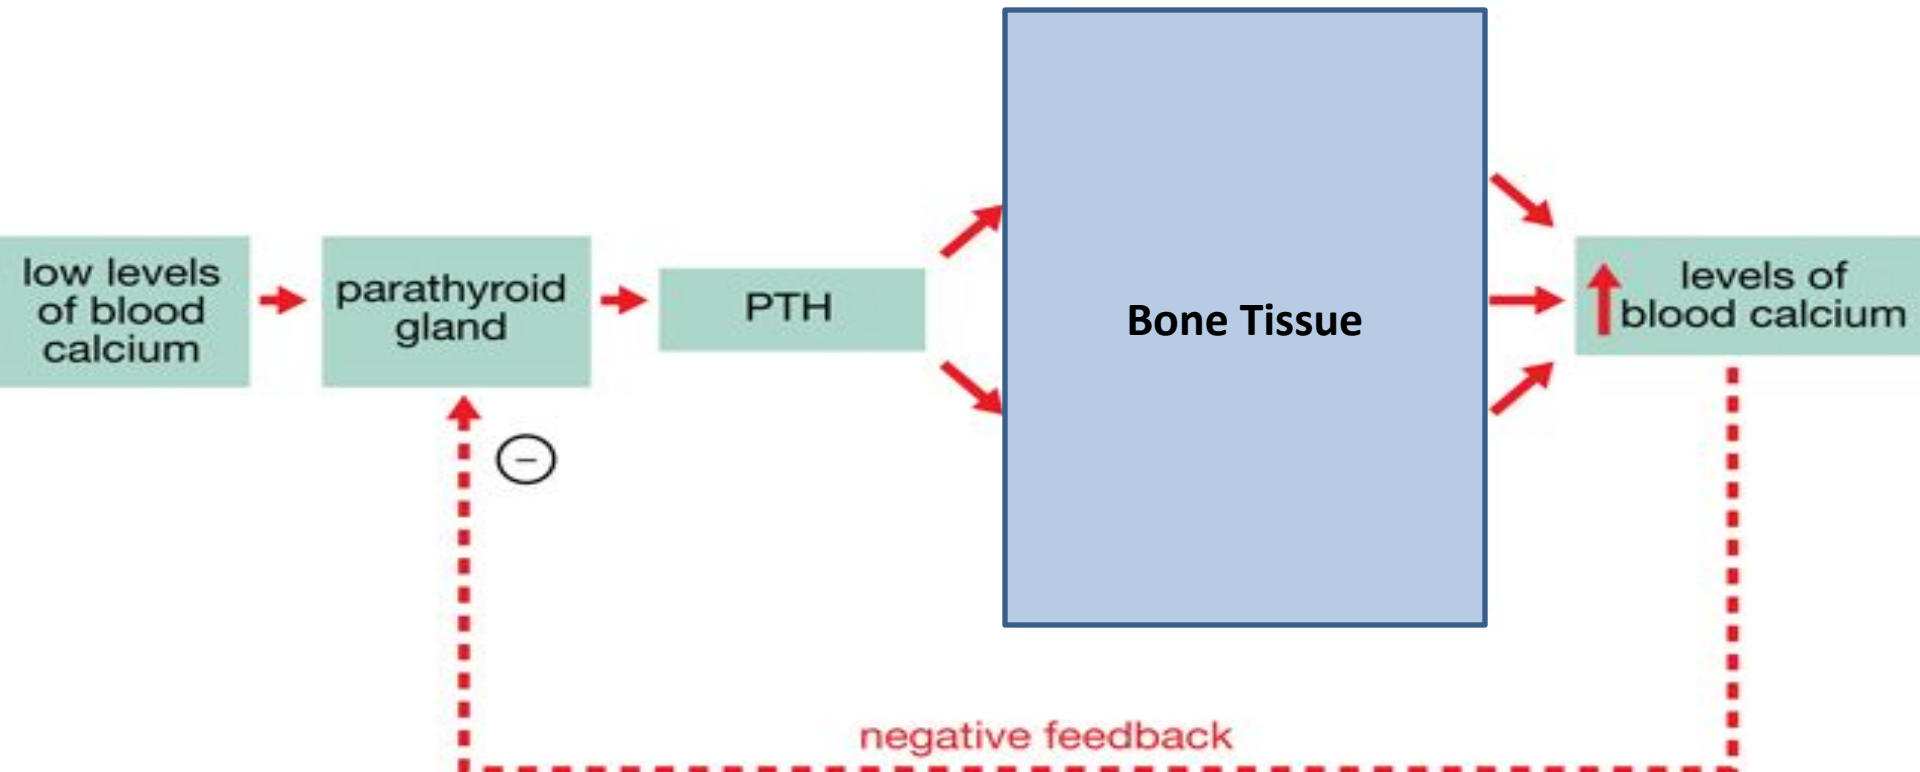 low levels
of blood
calcium
parathyroid
gland
PTH
Bone Tissue
levels of
blood calcium
−
negative feedback